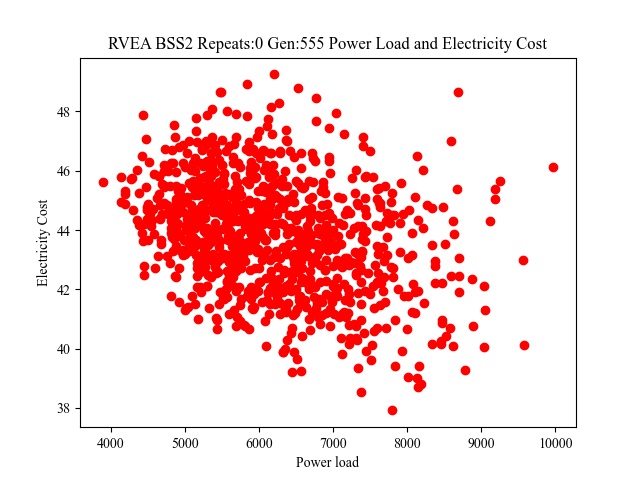 RVEA BSS2 Repeats:0 Gen:555 Power Load and Electricity Cost
48
46
44
42
40
38
Electricity Cost
4000 5000 6000 7000 8000 9000 10000
Power load